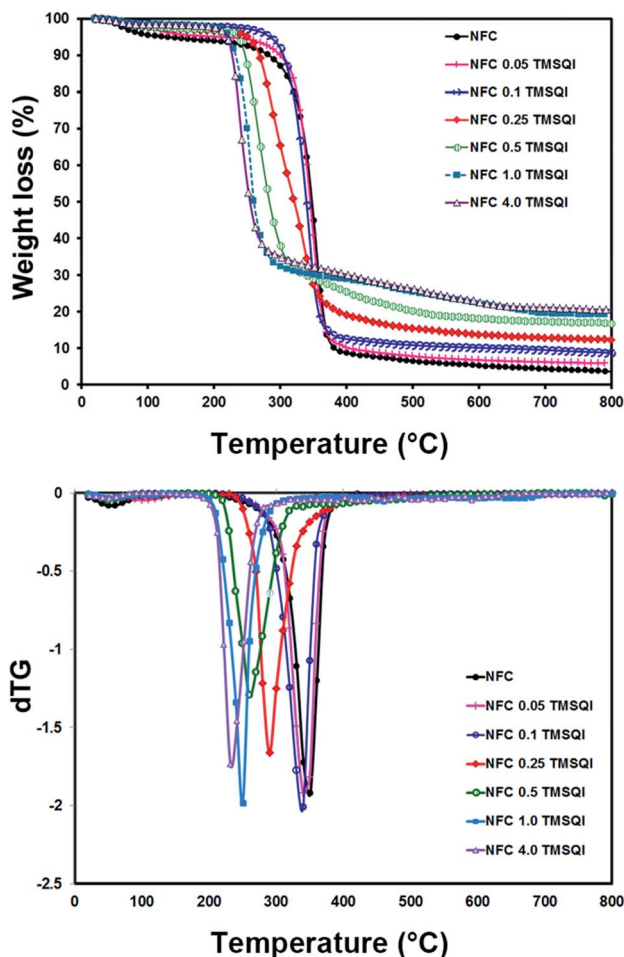 100
90
80
70
60
50
40
30
20
10
0
Weight loss (%)
NFC
NFC 0.05 TMSQI
NFC 0.1 TMSQI
NFC 0.25 TMSQI
NFC 0.5 TMSQI
NFC 1.0 TMSQI
NFC 4.0 TMSQI
0 100 200 300 400 500 600 700 800
Temperature (°C)
0 100 200 300 400 500 600 700 800
0
-0.5
-1
-1.5
-2
-2.5
dTG
NFC
NFC 0.05 TMSQI
NFC 0.1 TMSQI
NFC 0.25 TMSQI
NFC 0.5 TMSQI
NFC 1.0 TMSQI
NFC 4.0 TMSQI
Temperature (°C)